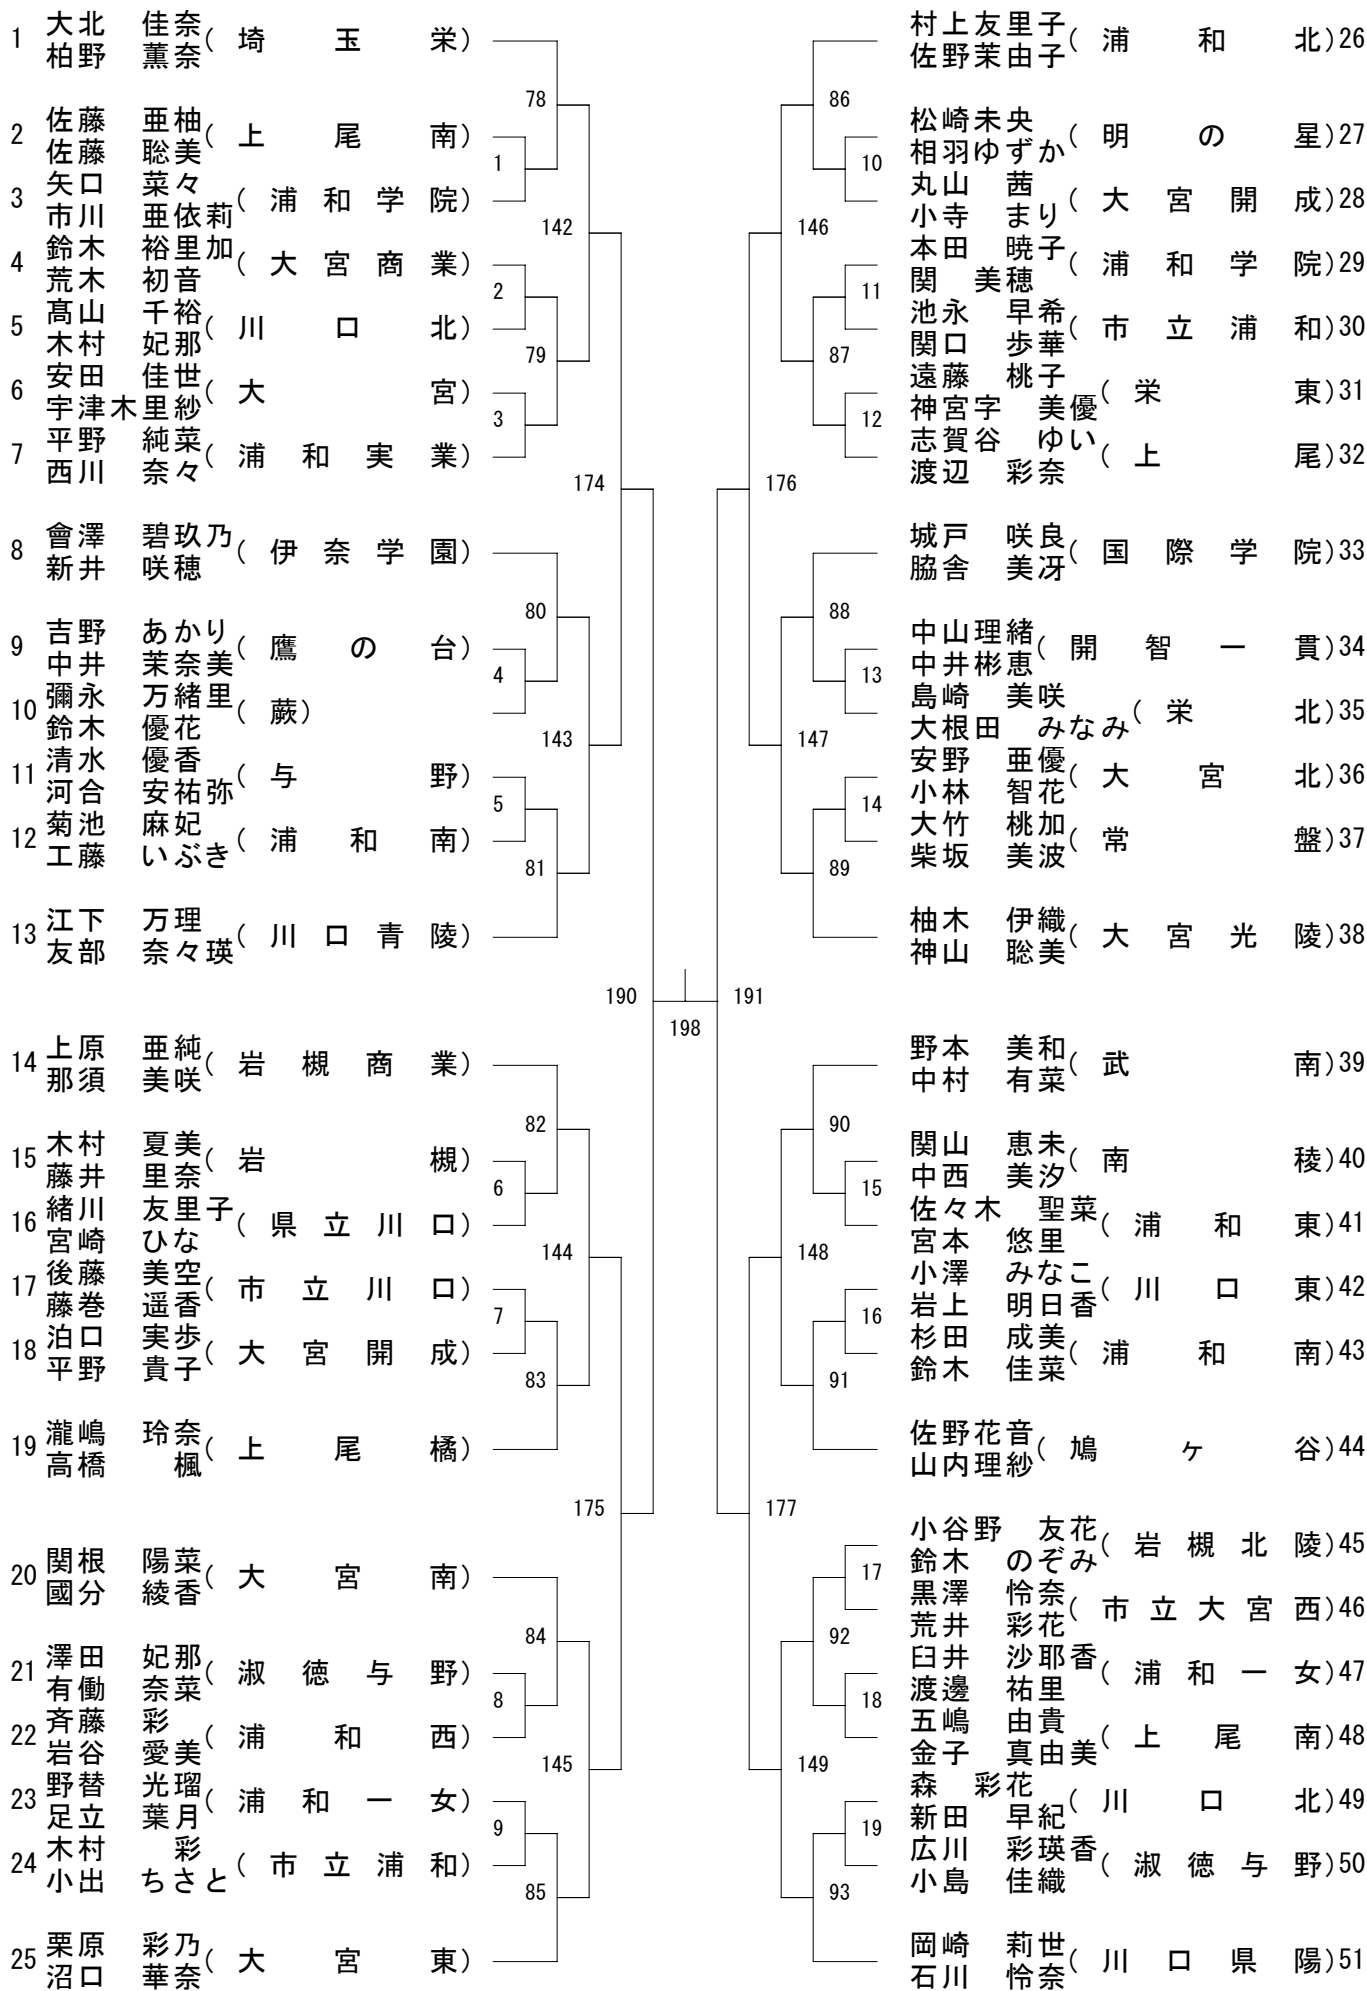 1 大北 佳奈 柏野 薫奈 (埼玉栄)
2 佐藤 亜柚 佐藤 聡美 (上尾南)
3 矢口 菜々 市川 亜依莉 (浦和学院)
4 鈴木 裕里加 荒木 初音 (大宮商業)
5 髙山 千裕 木村 妃那 (川口北)
6 安田 佳世 宇津木里紗 (大宮)
7 平野 純菜 西川 奈々 (浦和実業)
8 會澤 碧玖乃 新井 咲穂 (伊奈学園)
9 吉野 あかり 中井 茉奈美 (鷹の台)
10 彌永 万緒里 鈴木 優花 (蕨)
11 清水 優香 河合 安祐弥 (与野)
12 菊池 麻妃 工藤 いぶき (浦和南)
13 江下 万理 友部 奈々瑛 (川口青陵)
14 上原 亜純 那須 美咲 (岩槻商業)
15 木村 夏美 藤井 里奈 (岩槻)
16 緒川 友里子 宮崎 ひな (県立川口)
17 後藤 美空 藤巻 遥香 (市立川口)
18 泊口 実歩 平野 貴子 (大宮開成)
19 瀧嶋 玲奈 高橋 楓 (上尾橘)
20 関根 陽菜 國分 綾香 (大宮南)
21 澤田 妃那 有働 奈菜 (淑徳与野)
22 斉藤 彩 岩谷 愛美 (浦和西)
23 野替 光瑠 足立 葉月 (浦和一女)
24 木村 彩 小出 ちさと (市立浦和)
25 栗原 彩乃 沼口 華奈 (大宮東)
78
1
142
2
79
3
174
80
4
143
5
81
190
82
6
144
7
83
175
84
8
145
9
85
198
191
86
10
146
11
87
12
176
88
13
147
14
89
90
15
148
16
91
177
17
92
18
149
19
93
村上友里子 佐野茉由子 (浦和北) 26
松崎未央 相羽ゆずか (明の星) 27
丸山 茜 小寺 まり (大宮開成) 28
本田 暁子 関 美穂 (浦和学院) 29
池永 早希 関口 歩華 (市立浦和) 30
遠藤 桃子 神宮字 美優 (栄東) 31
志賀谷 ゆい 渡辺 彩奈 (上尾) 32
城戸 咲良 脇舎 美冴 (国際学院) 33
中山理緒 中井彬恵 (開智一貫) 34
島崎 美咲 大根田 みなみ (栄北) 35
安野 亜優 小林 智花 (大宮北) 36
大竹 桃加 柴坂 美波 (常盤) 37
柚木 伊織 神山 聡美 (大宮光陵) 38
野本 美和 中村 有菜 (武南) 39
関山 恵未 中西 美汐 (南稜) 40
佐々木 聖菜 宮本 悠里 (浦和東) 41
小澤 みなこ 岩上 明日香 (川口東) 42
杉田 成美 鈴木 佳菜 (浦和南) 43
佐野花音 山内理紗 (鳩ヶ谷) 44
小谷野 友花 鈴木 のぞみ (岩槻北陵) 45
黒澤 怜奈 荒井 彩花 (市立大宮西) 46
臼井 沙耶香 渡邊 祐里 (浦和一女) 47
五嶋 由貴 金子 真由美 (上尾南) 48
森 彩花 新田 早紀 (川口北) 49
広川 彩瑛香 小島 佳織 (淑徳与野) 50
岡崎 莉世 石川 怜奈 (川口県陽) 51